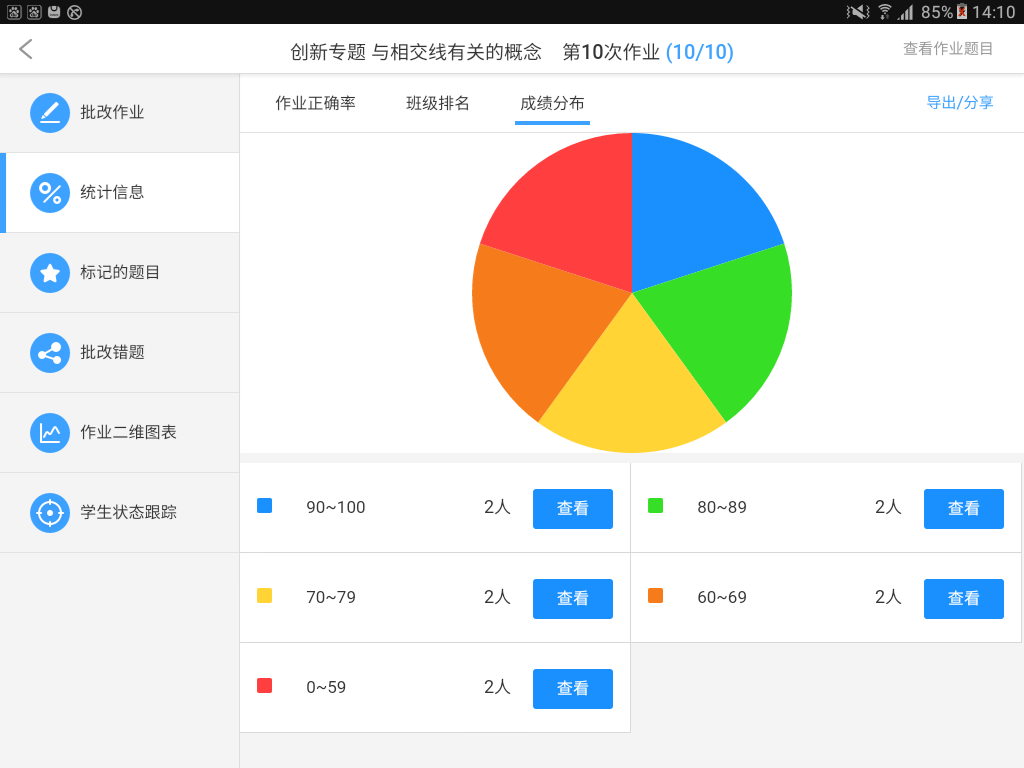 85% 14:10
创新专题 与相交线有关的概念 第10次作业 (10/10)
查看作业题目
批改作业
统计信息
标记的题目
批改错题
作业二维图表
学生状态跟踪
作业正确率 班级排名 成绩分布 导出/分享
90~100 2人 查看
80~89 2人 查看
70~79 2人 查看
60~69 2人 查看
0~59 2人 查看